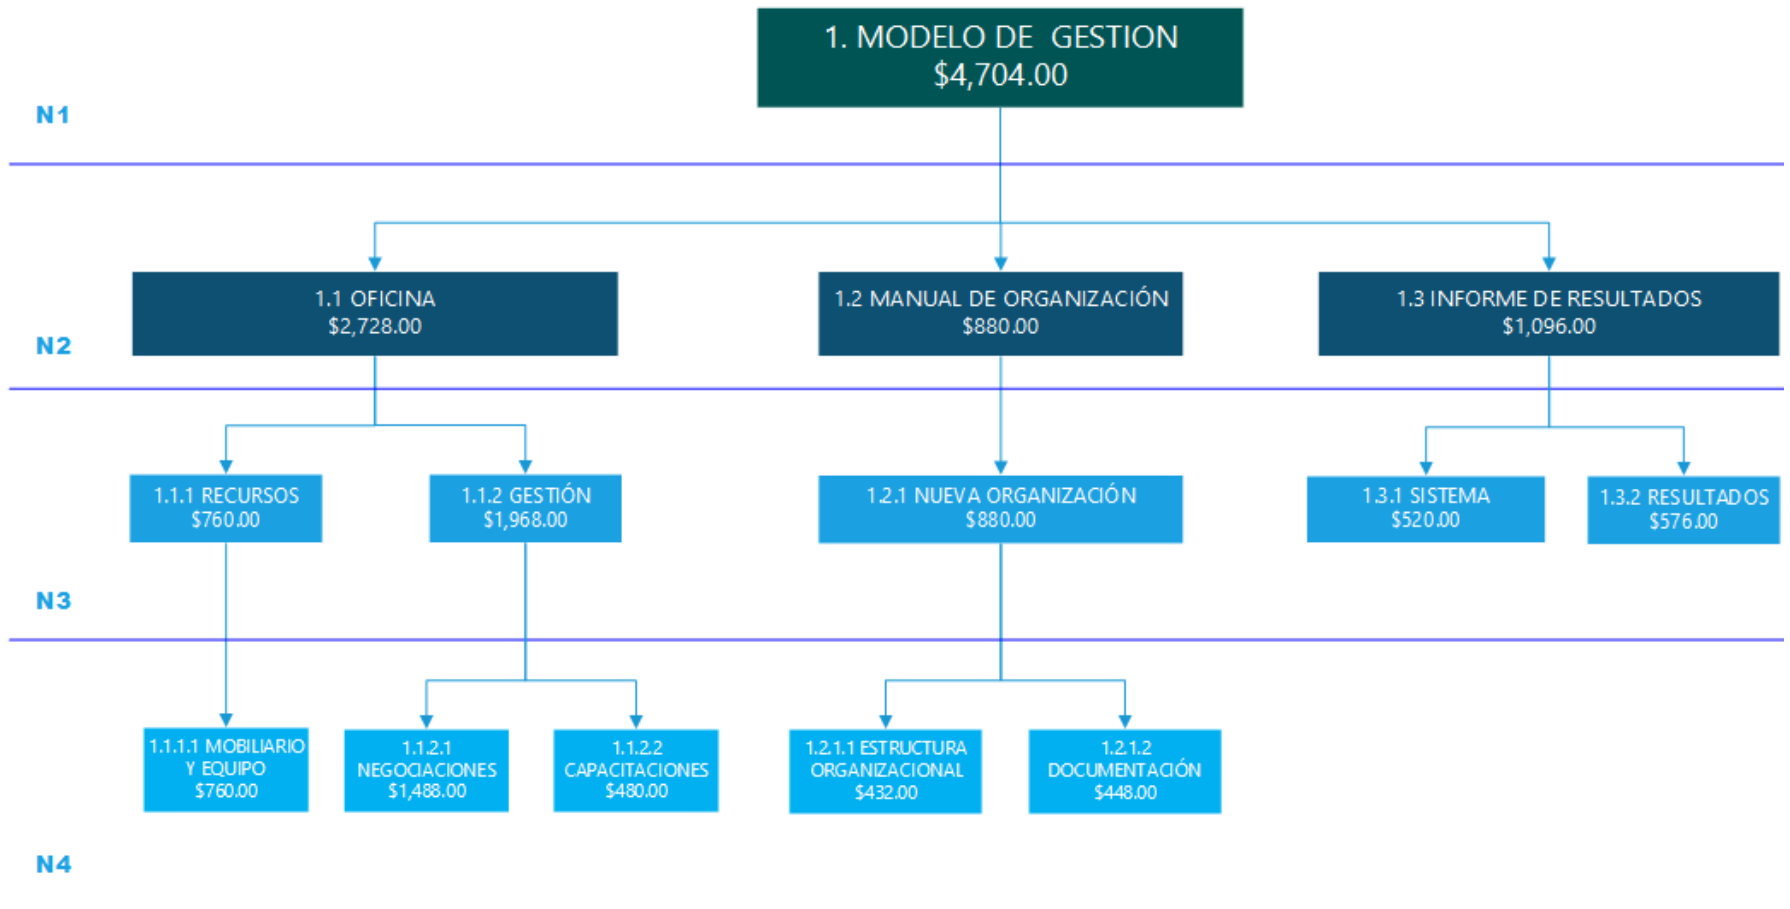 1. MODELO DE GESTION
$4,704.00
N1
1.1 OFICINA
$2,728.00
1.2 MANUAL DE ORGANIZACIÓN
$880.00
1.3 INFORME DE RESULTADOS
$1,096.00
N2
1.1.1 RECURSOS
$760.00
1.1.2 GESTIÓN
$1,968.00
1.2.1 NUEVA ORGANIZACIÓN
$880.00
1.3.1 SISTEMA
$520.00
1.3.2 RESULTADOS
$576.00
N3
1.1.1.1 MOBILIARIO
Y EQUIPO
$760.00
1.1.2.1
NEGOCIACIONES
$1,488.00
1.1.2.2
CAPACITACIONES
$480.00
1.2.1.1 ESTRUCTURA
ORGANIZACIONAL
$432.00
1.2.1.2
DOCUMENTACIÓN
$448.00
N4